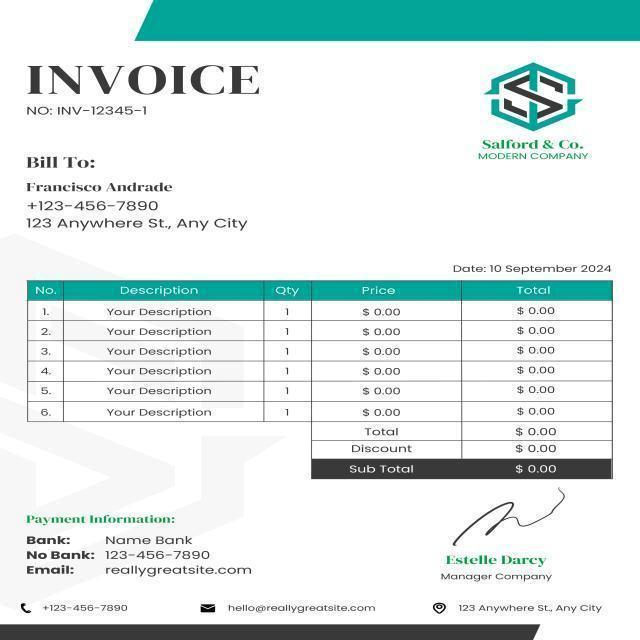 INVOICE
NO: INV-12345-1
Salford & Co.
MODERN COMPANY
Bill To:
Francisco Andrade
+123-456-7890
123 Anywhere St., Any City
Date: 10 September 2024
No. Description Qty Price Total
1. Your Description 1 $ 0.00 $ 0.00
2. Your Description 1 $ 0.00 $ 0.00
3. Your Description 1 $ 0.00 $ 0.00
4. Your Description 1 $ 0.00 $ 0.00
5. Your Description 1 $ 0.00 $ 0.00
6. Your Description 1 $ 0.00 $ 0.00
Total $ 0.00
Discount $ 0.00
Sub Total $ 0.00
Payment Information:
Bank: Name Bank
No Bank: 123-456-7890
Email: reallygreatsite.com
Estelle Darcy
Manager Company
+123-456-7890 hello@reallygreatsite.com 123 Anywhere St., Any City